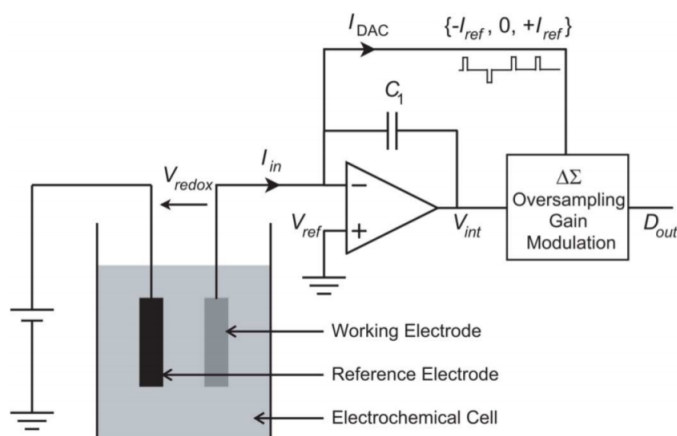 I_DAC
{-I_ref, 0, +I_ref}
C_1
V_redox
I_in
−
V_ref
+
V_int
ΔΣ
Oversampling
Gain
Modulation
D_out
Working Electrode
Reference Electrode
Electrochemical Cell